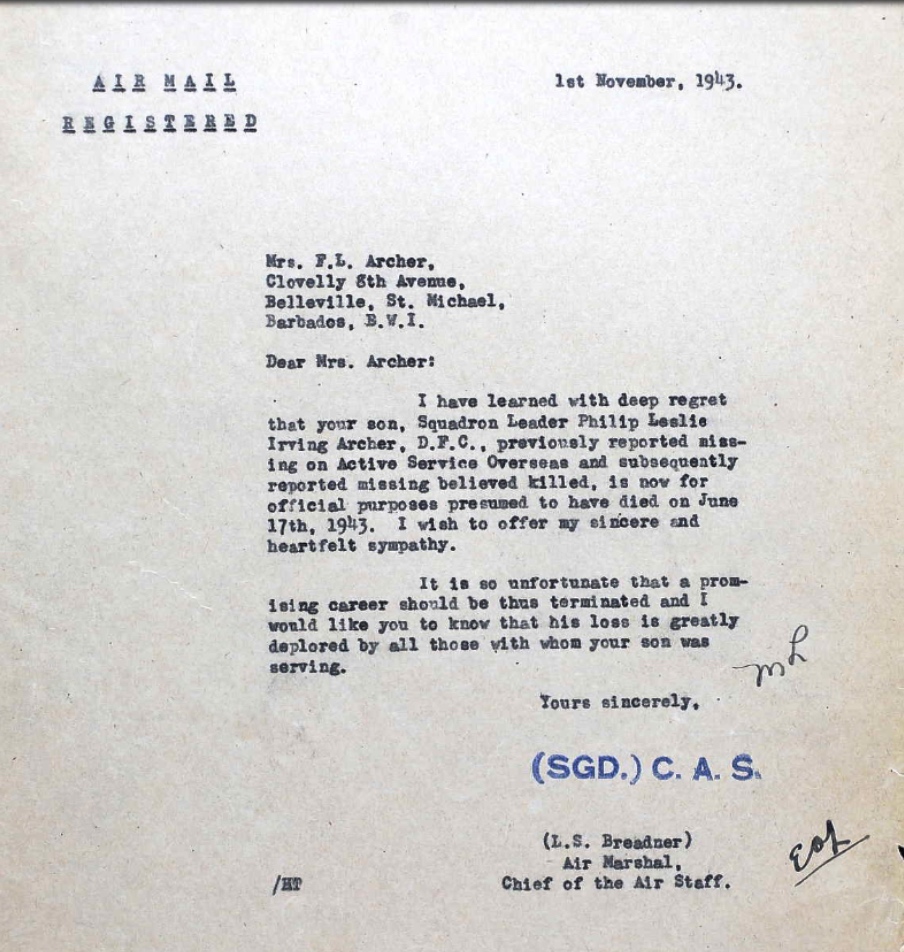 AIR MAIL
1st November, 1943.
REGISTERED
Mrs. F.L. Archer,
Clovelly 8th Avenue,
Belleville, St. Michael,
Barbados, B.W.I.
Dear Mrs. Archer:
I have learned with deep regret
that your son, Squadron Leader Philip Leslie
Irving Archer, D.F.C., previously reported miss-
ing on Active Service Overseas and subsequently
reported missing believed killed, is now for
official purposes presumed to have died on June
17th, 1943. I wish to offer my sincere and
heartfelt sympathy.
It is so unfortunate that a prom-
ising career should be thus terminated and I
would like you to know that his loss is greatly
deplored by all those with whom your son was
serving.
Yours sincerely,
(SGD.) C. A. S.
(L.S. Breadner)
Air Marshal,
/HT
Chief of the Air Staff.